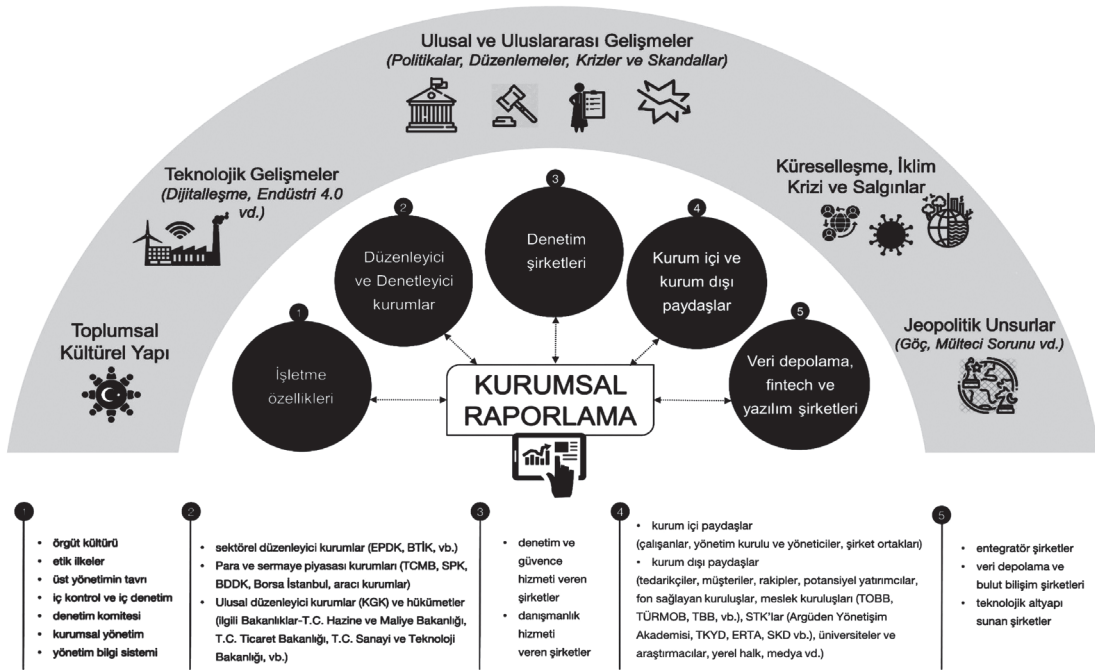 Ulusal ve Uluslararası Gelişmeler
(Politikalar, Düzenlemeler, Krizler ve Skandallar)
Teknolojik Gelişmeler
(Dijitalleşme, Endüstri 4.0
vd.)
Küreselleşme, İklim
Krizi ve Salgınlar
Toplumsal
Kültürel Yapı
Jeopolitik Unsurlar
(Göç, Mülteci Sorunu vd.)
1
İşletme
özellikleri
2
Düzenleyici
ve Denetleyici
kurumlar
3
Denetim
şirketleri
4
Kurum içi ve
kurum dışı
paydaşlar
5
Veri depolama,
fintech ve
yazılım şirketleri
KURUMSAL
RAPORLAMA
1
• örgüt kültürü
• etik ilkeler
• üst yönetimin tavrı
• iç kontrol ve iç denetim
• denetim komitesi
• kurumsal yönetim
• yönetim bilgi sistemi
2
• sektörel düzenleyici kurumlar (EPDK, BTİK, vb.)
• Para ve sermaye piyasası kurumları (TCMB, SPK,
BDDK, Borsa İstanbul, aracı kurumlar)
• Ulusal düzenleyici kurumlar (KGK) ve hükümetler
(ilgili Bakanlıklar-T.C. Hazine ve Maliye Bakanlığı,
T.C. Ticaret Bakanlığı, T.C. Sanayi ve Teknoloji
Bakanlığı, vb.)
3
• denetim ve
güvence
hizmeti veren
şirketler
• danışmanlık
hizmeti
veren şirketler
4
• kurum içi paydaşlar
(çalışanlar, yönetim kurulu ve yöneticiler, şirket ortakları)
• kurum dışı paydaşlar
(tedarikçiler, müşteriler, rakipler, potansiyel yatırımcılar,
fon sağlayan kuruluşlar, meslek kuruluşları (TOBB,
TÜRMOB, TBB, vb.), STK'lar (Argüden Yönetişim
Akademisi, TKYD, ERTA, SKD vb.), üniversiteler ve
araştırmacılar, yerel halk, medya vd.)
5
• entegratör şirketler
• veri depolama ve
bulut bilişim şirketleri
• teknolojik altyapı
sunan şirketler